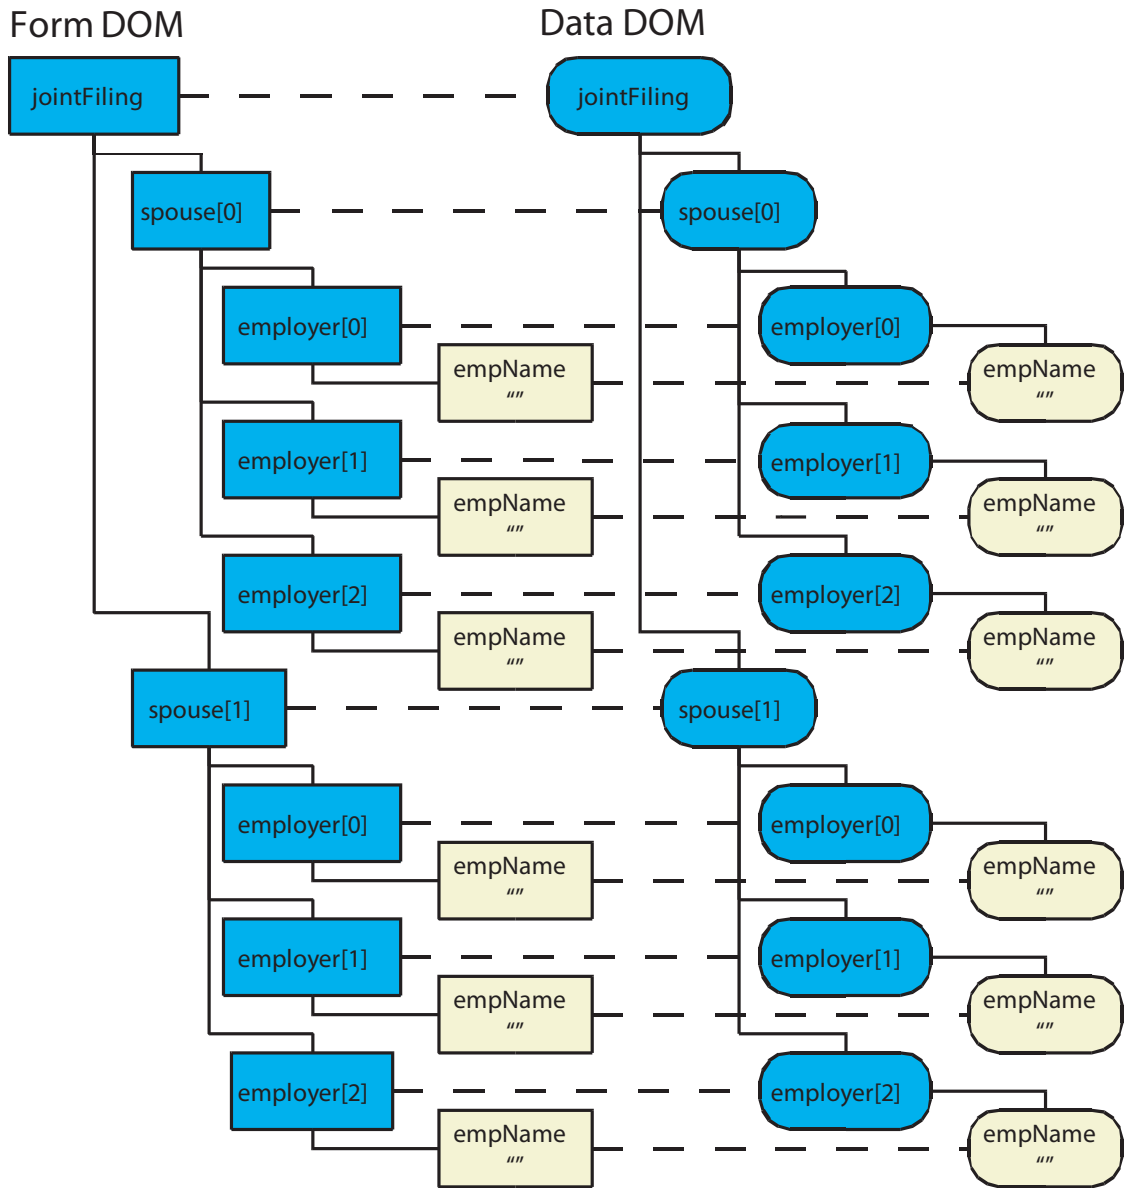 Form DOM
Data DOM
jointFiling
jointFiling
spouse[0]
spouse[0]
employer[0]
employer[0]
empName
“”
empName
“”
employer[1]
employer[1]
empName
“”
empName
“”
employer[2]
employer[2]
empName
“”
empName
“”
spouse[1]
spouse[1]
employer[0]
employer[0]
empName
“”
empName
“”
employer[1]
employer[1]
empName
“”
empName
“”
employer[2]
employer[2]
empName
“”
empName
“”